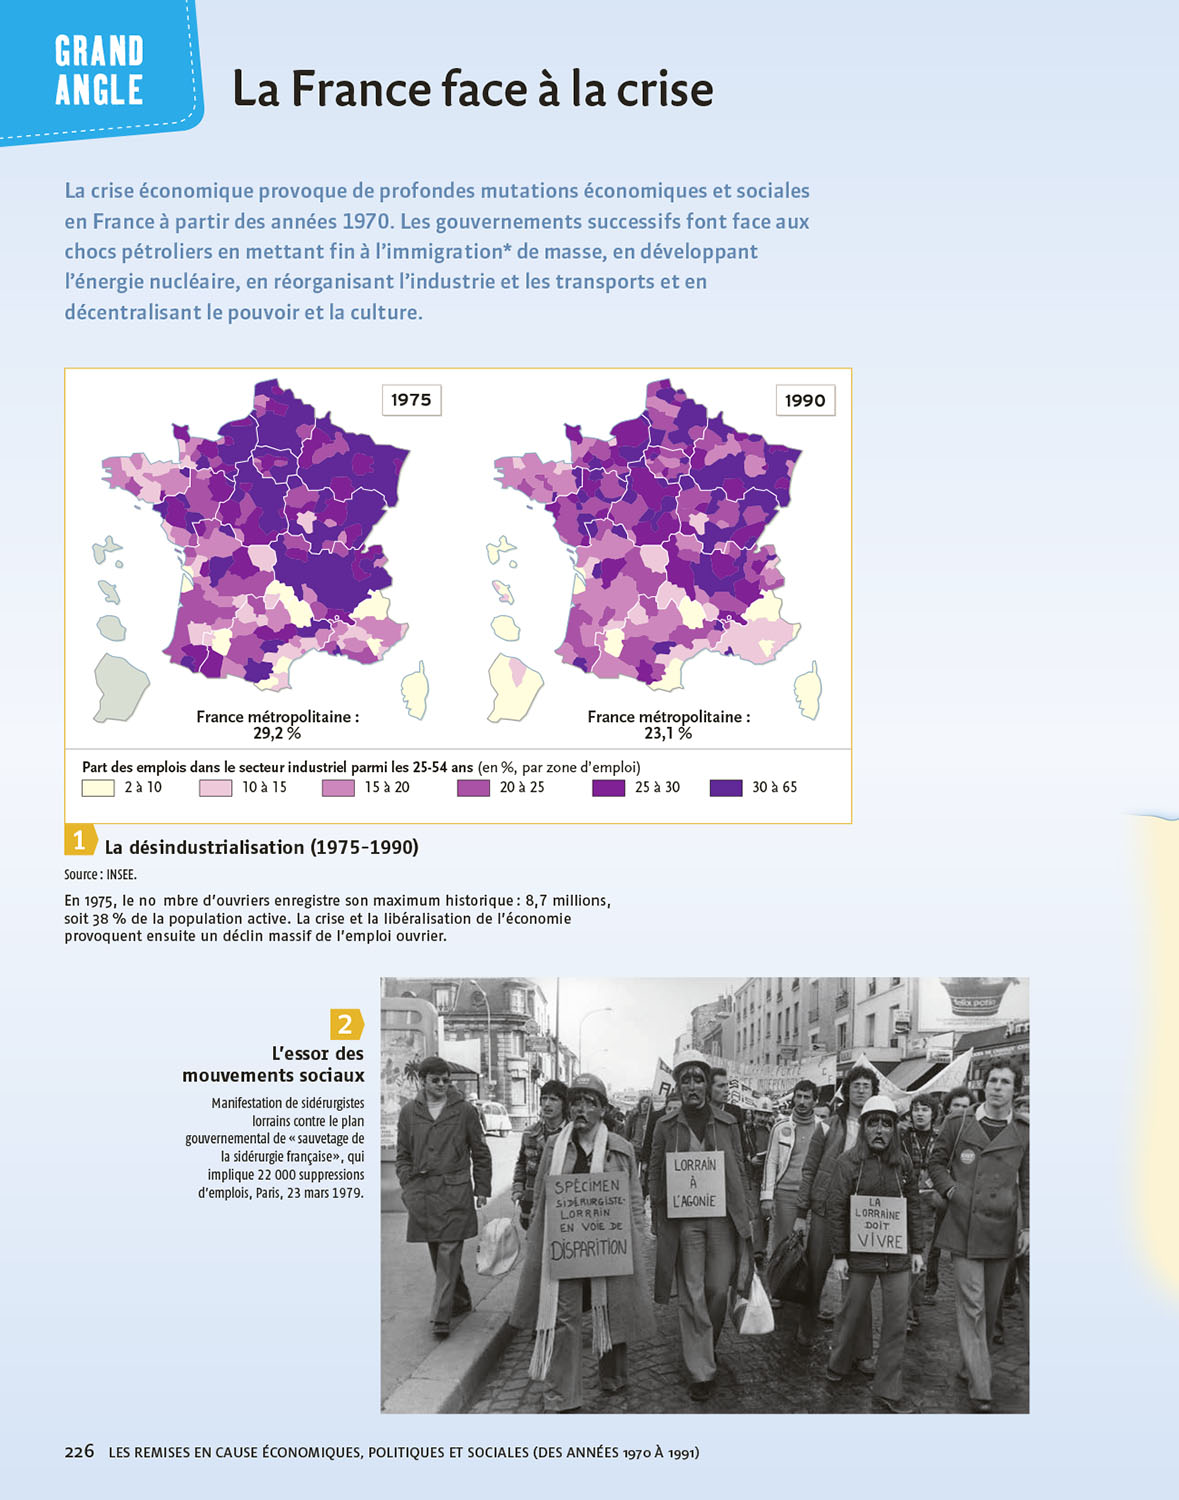 GRAND
ANGLE
La France face à la crise
La crise économique provoque de profondes mutations économiques et sociales
en France à partir des années 1970. Les gouvernements successifs font face aux
chocs pétroliers en mettant fin à l'immigration* de masse, en développant
l'énergie nucléaire, en réorganisant l'industrie et les transports et en
décentralisant le pouvoir et la culture.
1975
1990
France métropolitaine :
29,2 %
France métropolitaine :
23,1 %
Part des emplois dans le secteur industriel parmi les 25-54 ans (en %, par zone d'emploi)
2 à 10
10 à 15
15 à 20
20 à 25
25 à 30
30 à 65
1 La désindustrialisation (1975-1990)
Source : INSEE.
En 1975, le no mbre d'ouvriers enregistre son maximum historique : 8,7 millions,
soit 38 % de la population active. La crise et la libéralisation de l'économie
provoquent ensuite un déclin massif de l'emploi ouvrier.
2
L'essor des
mouvements sociaux
Manifestation de sidérurgistes
lorrains contre le plan
gouvernemental de « sauvetage de
la sidérurgie française», qui
implique 22 000 suppressions
d'emplois, Paris, 23 mars 1979.
felix potin
SPÉCIMEN
SIDÉRURGISTE-
LORRAIN
EN VOIE DE
DISPARITION
LORRAIN
À
L'AGONIE
LA
LORRAINE
DOIT
VIVRE
226 LES REMISES EN CAUSE ÉCONOMIQUES, POLITIQUES ET SOCIALES (DES ANNÉES 1970 À 1991)